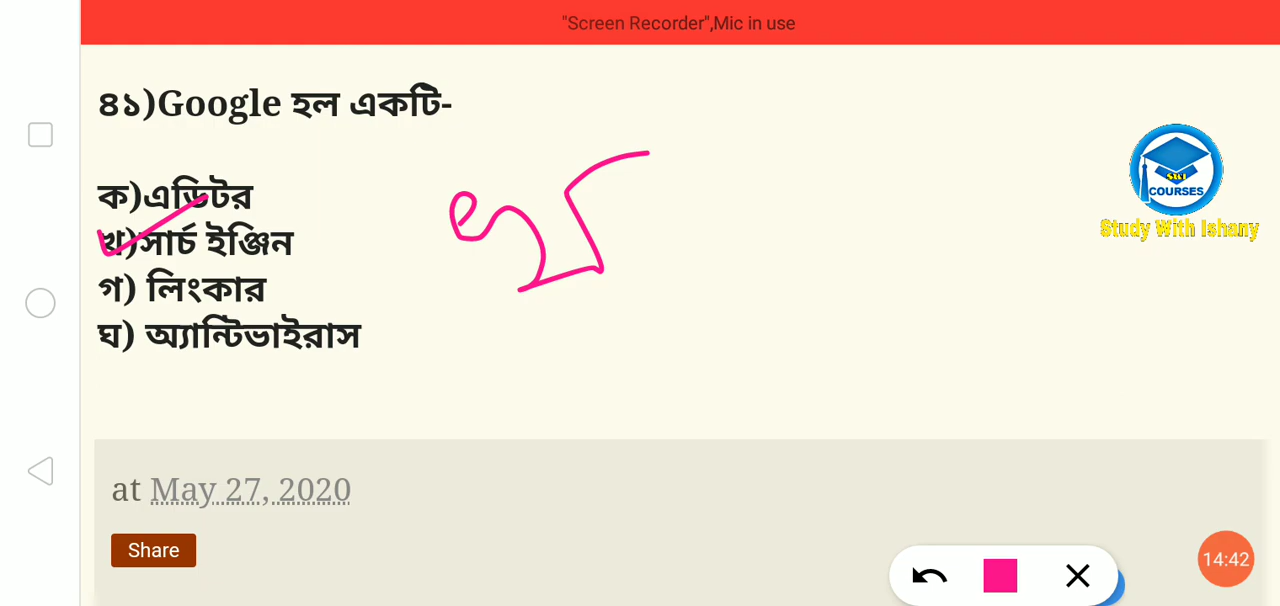 "Screen Recorder",Mic in use
৪১)Google হল একটি-
ক)এডিটর
খ)সার্চ ইঞ্জিন
গ) লিংকার
ঘ) অ্যান্টিভাইরাস
খ
SWI
COURSES
Study With Ishany
at May 27, 2020
Share
14:42